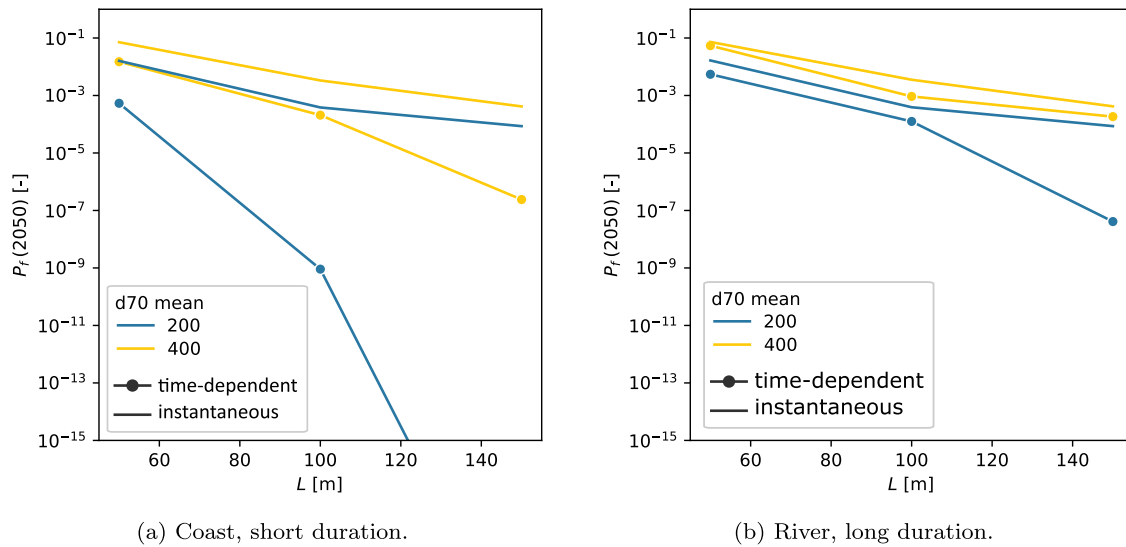 10⁻¹
10⁻³
10⁻⁵
10⁻⁷
10⁻⁹
10⁻¹¹
10⁻¹³
10⁻¹⁵
P_f (2050) [-]
d70 mean
200
400
time-dependent
instantaneous
60 80 100 120 140
L [m]
(a) Coast, short duration.
10⁻¹
10⁻³
10⁻⁵
10⁻⁷
10⁻⁹
10⁻¹¹
10⁻¹³
10⁻¹⁵
P_f (2050) [-]
d70 mean
200
400
time-dependent
instantaneous
60 80 100 120 140
L [m]
(b) River, long duration.